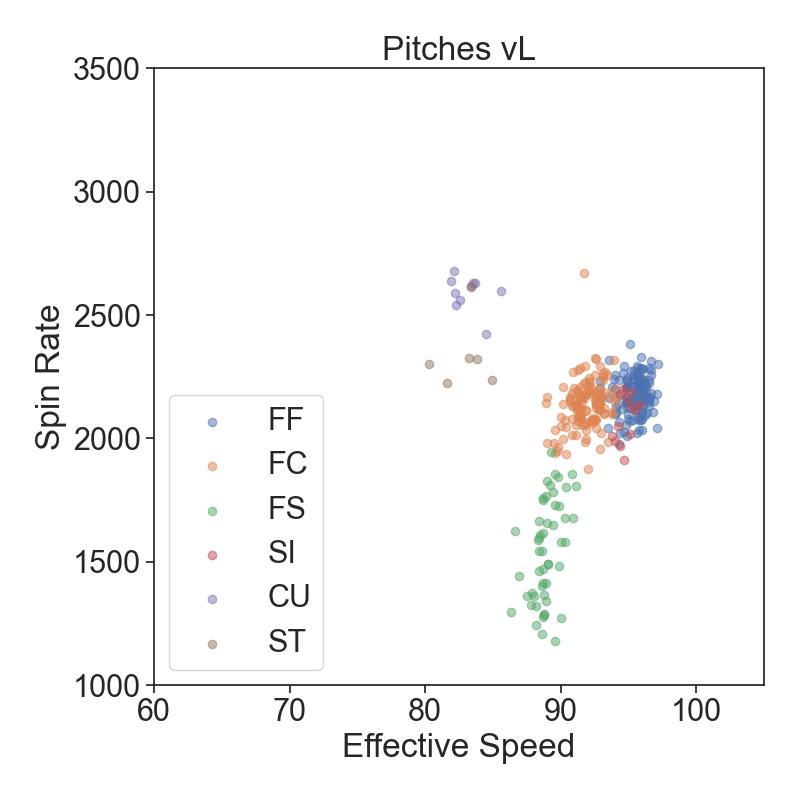 Pitches vL
3500
3000
2500
2000
1500
1000
Spin Rate
FF
FC
FS
SI
CU
ST
60 70 80 90 100
Effective Speed